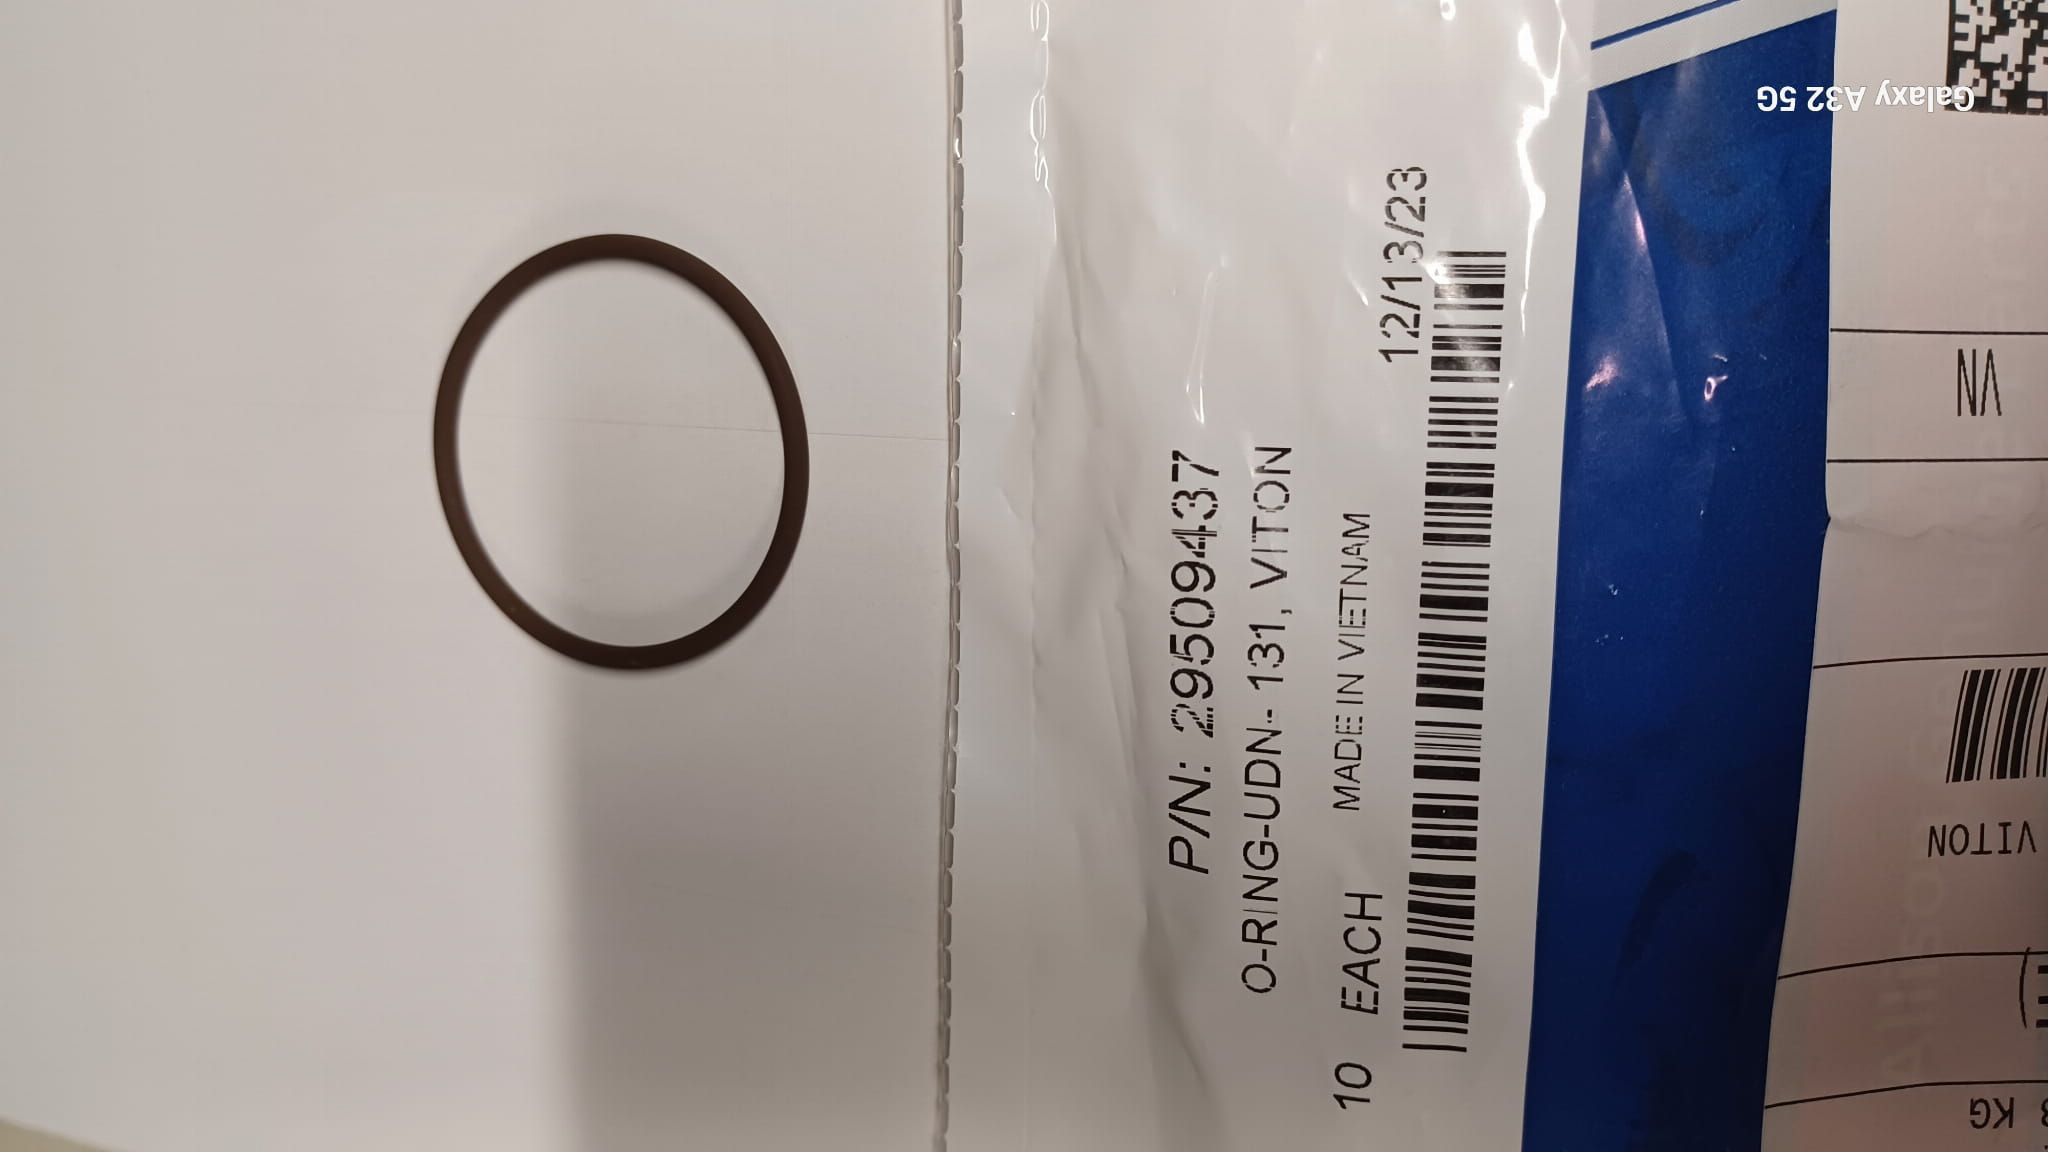 P/N: 29509437
O-RING-UDN- 131, VITON
10 EACH MADE IN VIETNAM
12/13/23
VN
VITON
KG
Galaxy A32 5G